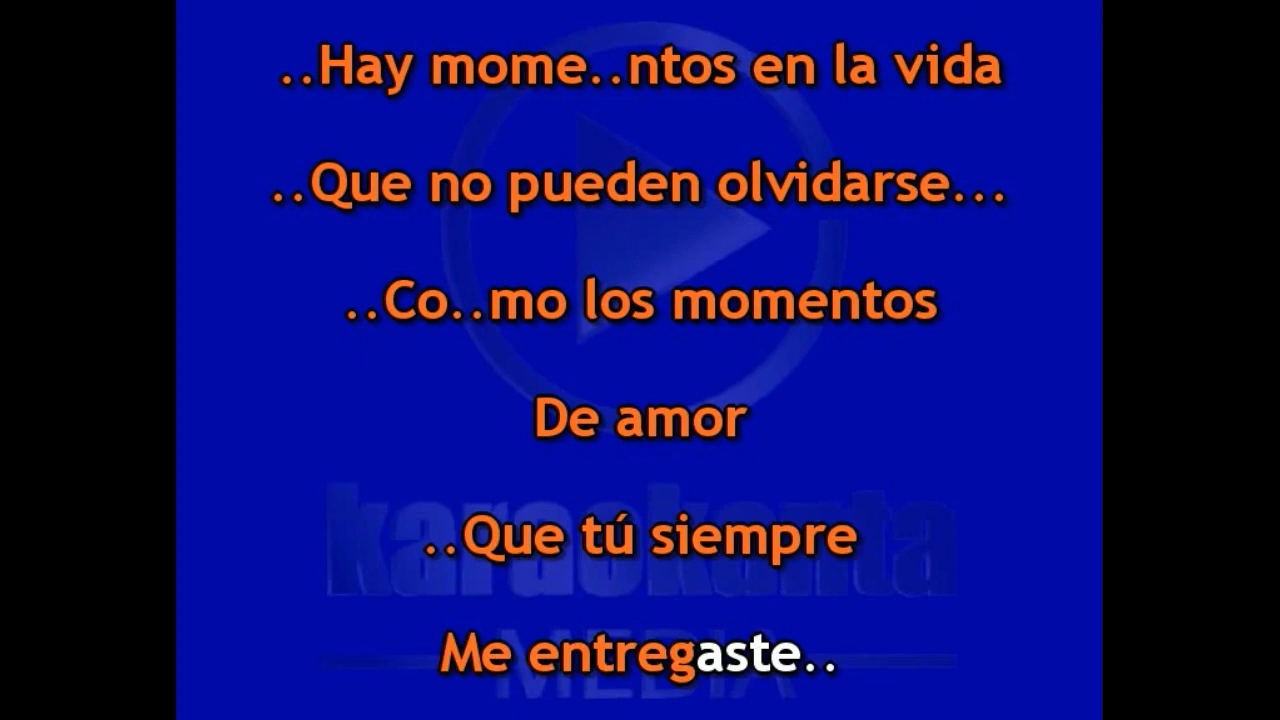 ..Hay mome..ntos en la vida
..Que no pueden olvidarse...
..Co..mo los momentos
De amor
..Que tú siempre
karaokanta
Me entregaste..
MEDIA